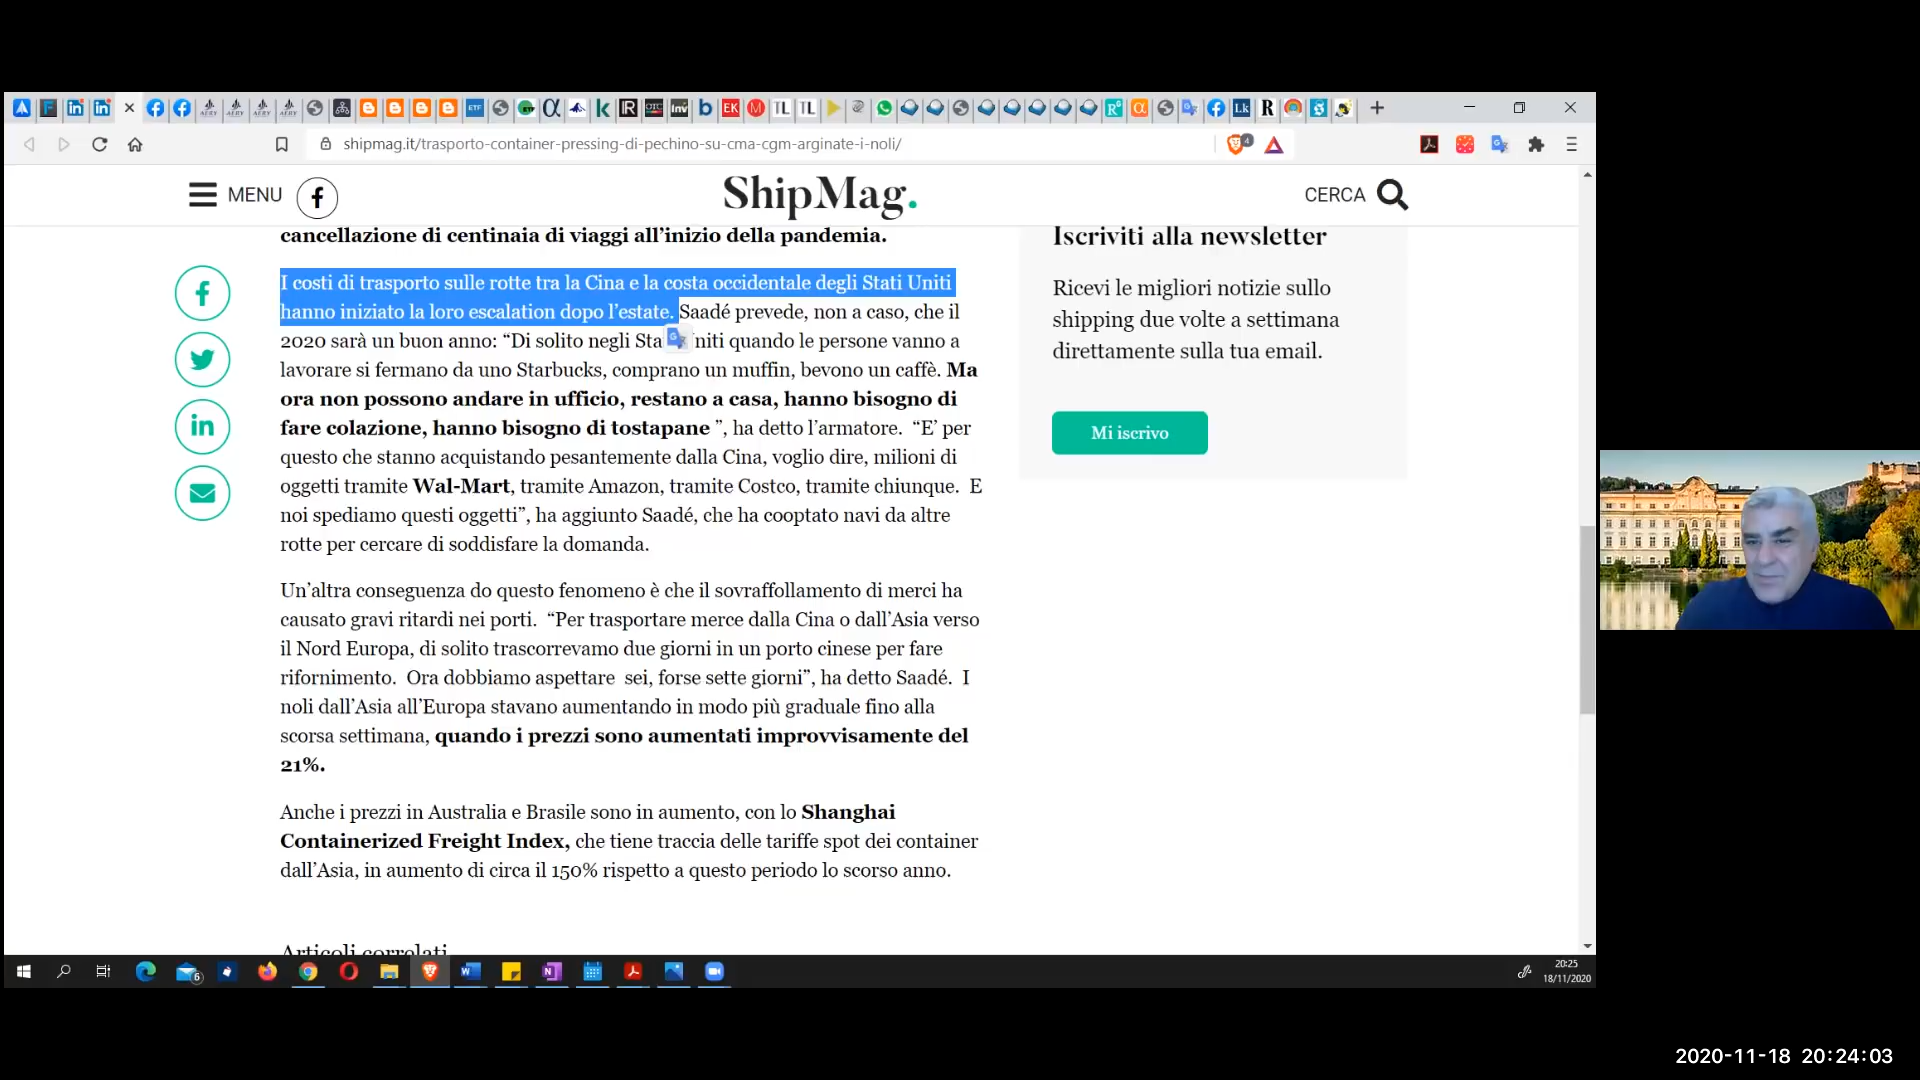 shipmag.it/trasporto-container-pressing-di-pechino-su-cma-cgm-arginate-i-noli/
MENU
ShipMag.
CERCA
cancellazione di centinaia di viaggi all’inizio della pandemia.
I costi di trasporto sulle rotte tra la Cina e la costa occidentale degli Stati Uniti
hanno iniziato la loro escalation dopo l’estate. Saadé prevede, non a caso, che il
2020 sarà un buon anno: “Di solito negli Sta niti quando le persone vanno a
lavorare si fermano da uno Starbucks, comprano un muffin, bevono un caffè. Ma
ora non possono andare in ufficio, restano a casa, hanno bisogno di
fare colazione, hanno bisogno di tostapane ”, ha detto l’armatore. “E’ per
questo che stanno acquistando pesantemente dalla Cina, voglio dire, milioni di
oggetti tramite Wal-Mart, tramite Amazon, tramite Costco, tramite chiunque. E
noi spediamo questi oggetti”, ha aggiunto Saadé, che ha cooptato navi da altre
rotte per cercare di soddisfare la domanda.
Un’altra conseguenza do questo fenomeno è che il sovraffollamento di merci ha
causato gravi ritardi nei porti. “Per trasportare merce dalla Cina o dall’Asia verso
il Nord Europa, di solito trascorrevamo due giorni in un porto cinese per fare
rifornimento. Ora dobbiamo aspettare sei, forse sette giorni”, ha detto Saadé. I
noli dall’Asia all’Europa stavano aumentando in modo più graduale fino alla
scorsa settimana, quando i prezzi sono aumentati improvvisamente del
21%.
Anche i prezzi in Australia e Brasile sono in aumento, con lo Shanghai
Containerized Freight Index, che tiene traccia delle tariffe spot dei container
dall’Asia, in aumento di circa il 150% rispetto a questo periodo lo scorso anno.
Articoli correlati
Iscriviti alla newsletter
Ricevi le migliori notizie sullo
shipping due volte a settimana
direttamente sulla tua email.
Mi iscrivo
20:25
18/11/2020
2020-11-18 20:24:03